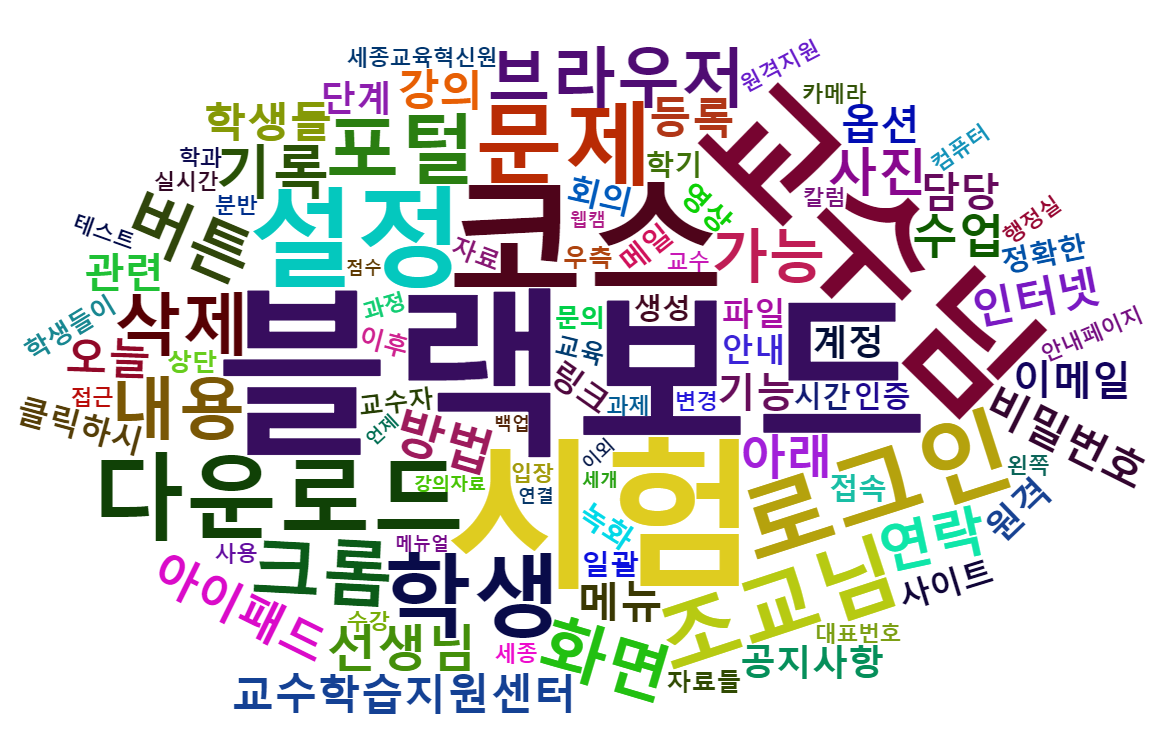 세종교육혁신원
브라우저
원격지원
단계
강의
카메라
학생들
포털
문제
등록
교수님
옵션
컴퓨터
학과
기록
학기
사진
실시간
설정
코스
회의
영상
칼럼
담당
분반
웹캠
수업
행정실
버튼
테스트
자료
우측
메일
교수
가능
정확한
관련
점수
인터넷
학생들이
삭제
블랙보드
과정
문의
생성
파일
계정
안내페이지
오늘
상단
이후
교육
안내
이메일
접근
내용
교수자
링크
과제
변경
기능
시간
인증
비밀번호
클릭하시
언제
방법
백업
이외
아래
로그인
다운로드
시험
강의자료
입장
연결
세개
접속
왼쪽
원격
녹화
연락
사용
메뉴얼
크롬
학생
일괄
아이패드
메뉴
조교님
사이트
수강
선생님
세종
화면
대표번호
공지사항
자료들
교수학습지원센터